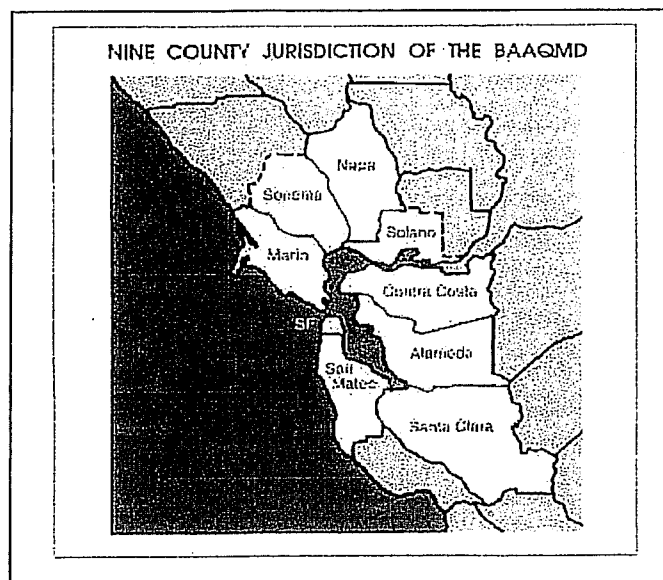 NINE COUNTY JURISDICTION OF THE BAAQMD
Napa
Sonoma
Solano
Marin
Contra Costa
SF
Alameda
San
Mateo
Santa Clara